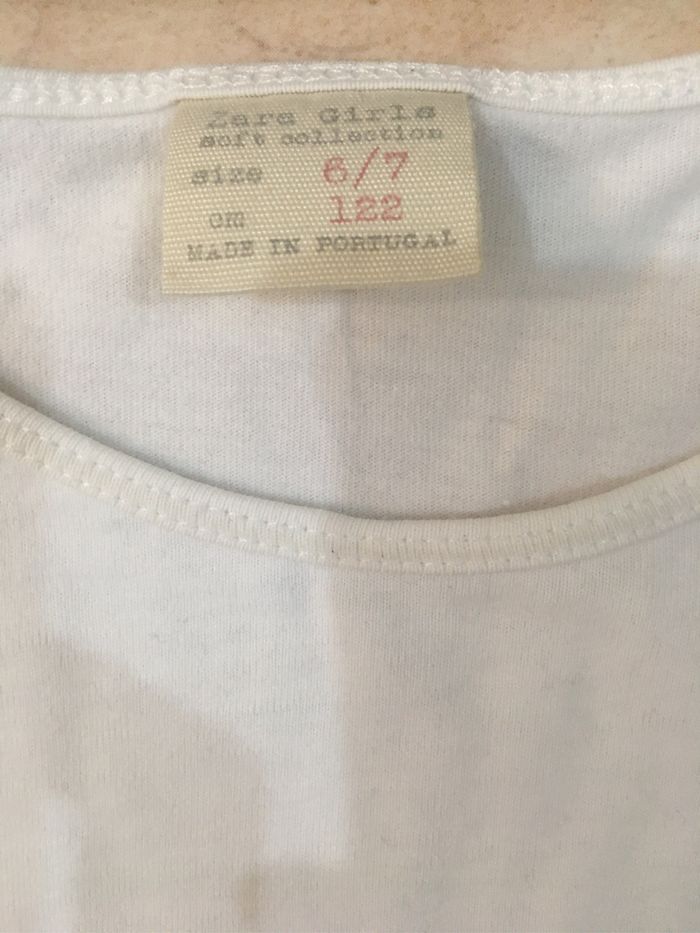 Zara Girls
soft collection
size 6/7
cm 122
MADE IN PORTUGAL